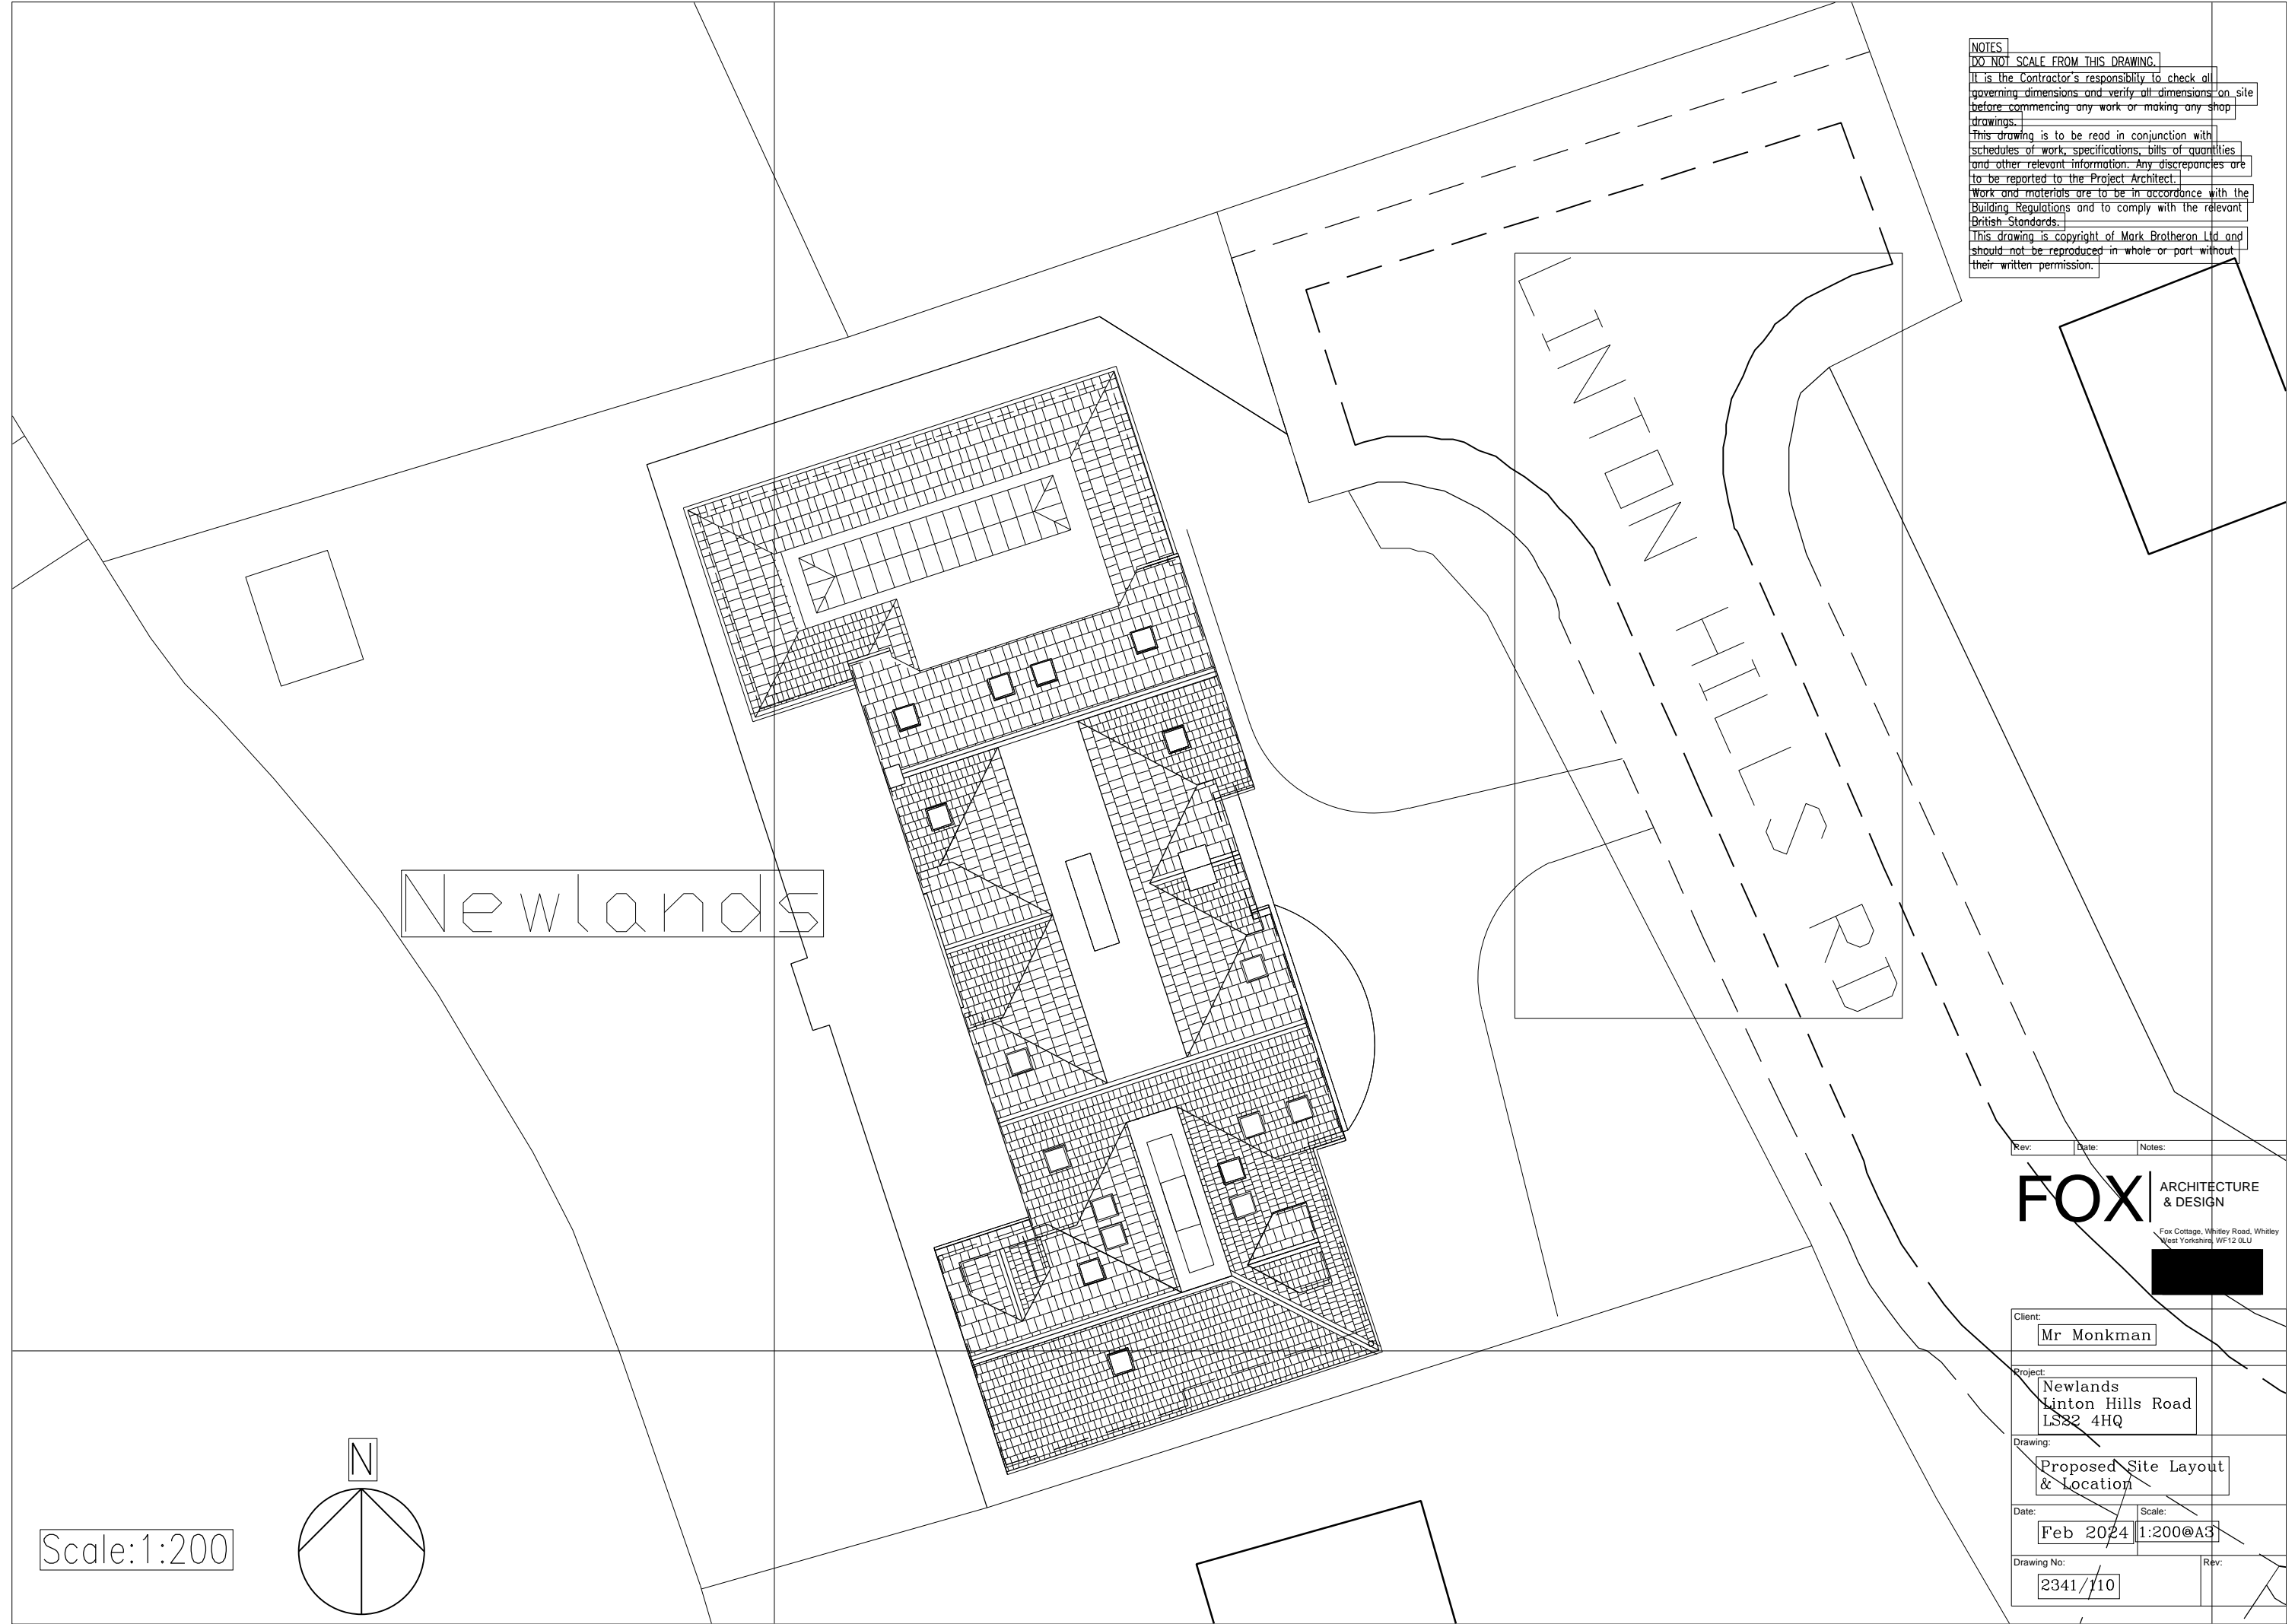 NOTES
DO NOT SCALE FROM THIS DRAWING.
It is the Contractor's responsiblity to check all
governing dimensions and verify all dimensions on site
before commencing any work or making any shop
drawings.
This drawing is to be read in conjunction with
schedules of work, specifications, bills of quantities
and other relevant information. Any discrepancies are
to be reported to the Project Architect.
Work and materials are to be in accordance with the
Building Regulations and to comply with the relevant
British Standards.
This drawing is copyright of Mark Brotheron Ltd and
should not be reproduced in whole or part without
their written permission.
LINTON HILLS RD
Newlands
Rev: Date: Notes:
FOX
ARCHITECTURE
& DESIGN
Fox Cottage, Whitley Road, Whitley
West Yorkshire, WF12 0LU
Client:
Mr Monkman
Project:
Newlands
Linton Hills Road
LS22 4HQ
Drawing:
Proposed Site Layout
& Location
Date: Scale:
Feb 2024 1:200@A3
Drawing No: Rev:
2341/110
N
Scale:1:200